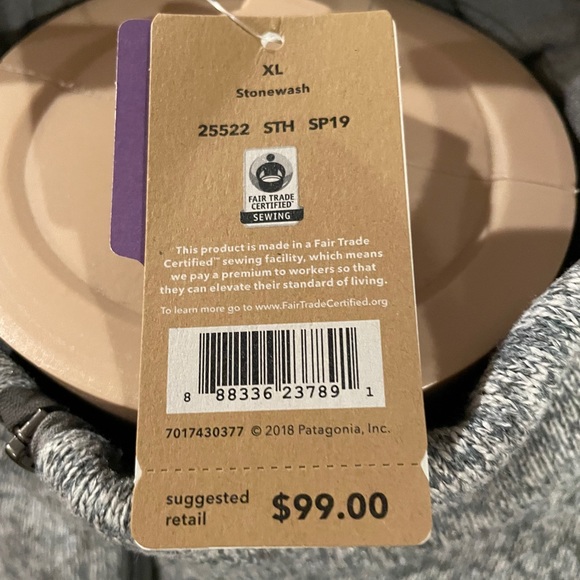 XL
Stonewash
25522 STH SP19
FAIR TRADE
CERTIFIED™
SEWING
This product is made in a Fair Trade
Certified™ sewing facility, which means
we pay a premium to workers so that
they can elevate their standard of living.
To learn more go to www.FairTradeCertified.org
8 88336 23789 1
7017430377 © 2018 Patagonia, Inc.
suggested
retail $99.00